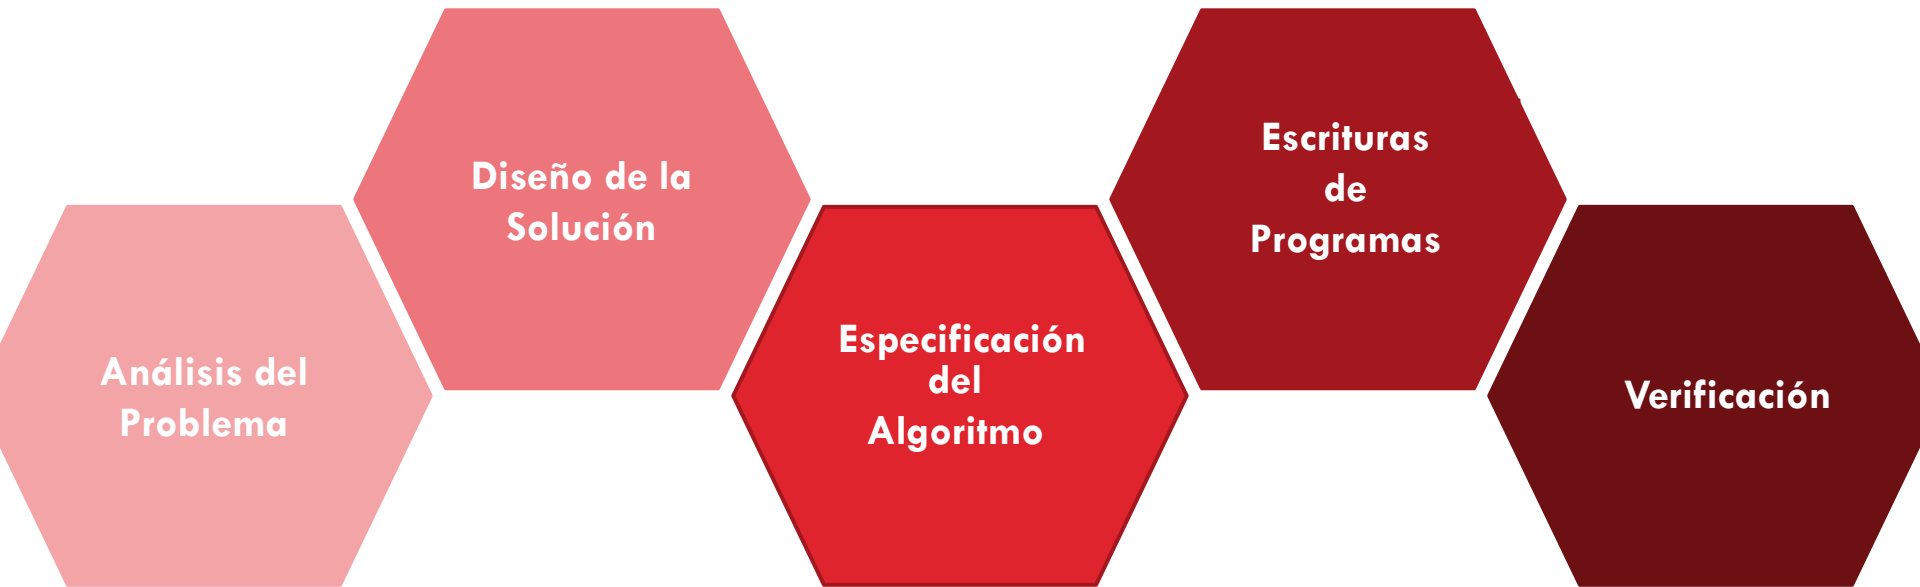 Análisis del
Problema
Diseño de la
Solución
Especificación
del
Algoritmo
Escrituras
de
Programas
Verificación